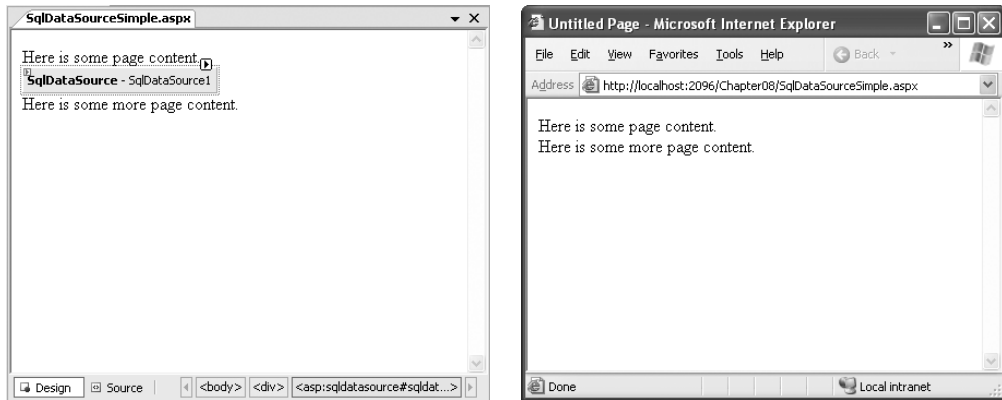 SqlDataSourceSimple.aspx
Here is some page content.
SqlDataSource - SqlDataSource1
Here is some more page content.
Design Source <body> <div> <asp:sqldatasource#sqldat...>
Untitled Page - Microsoft Internet Explorer
File Edit View Favorites Tools Help Back »
Address http://localhost:2096/Chapter08/SqlDataSourceSimple.aspx
Here is some page content.
Here is some more page content.
Done Local intranet